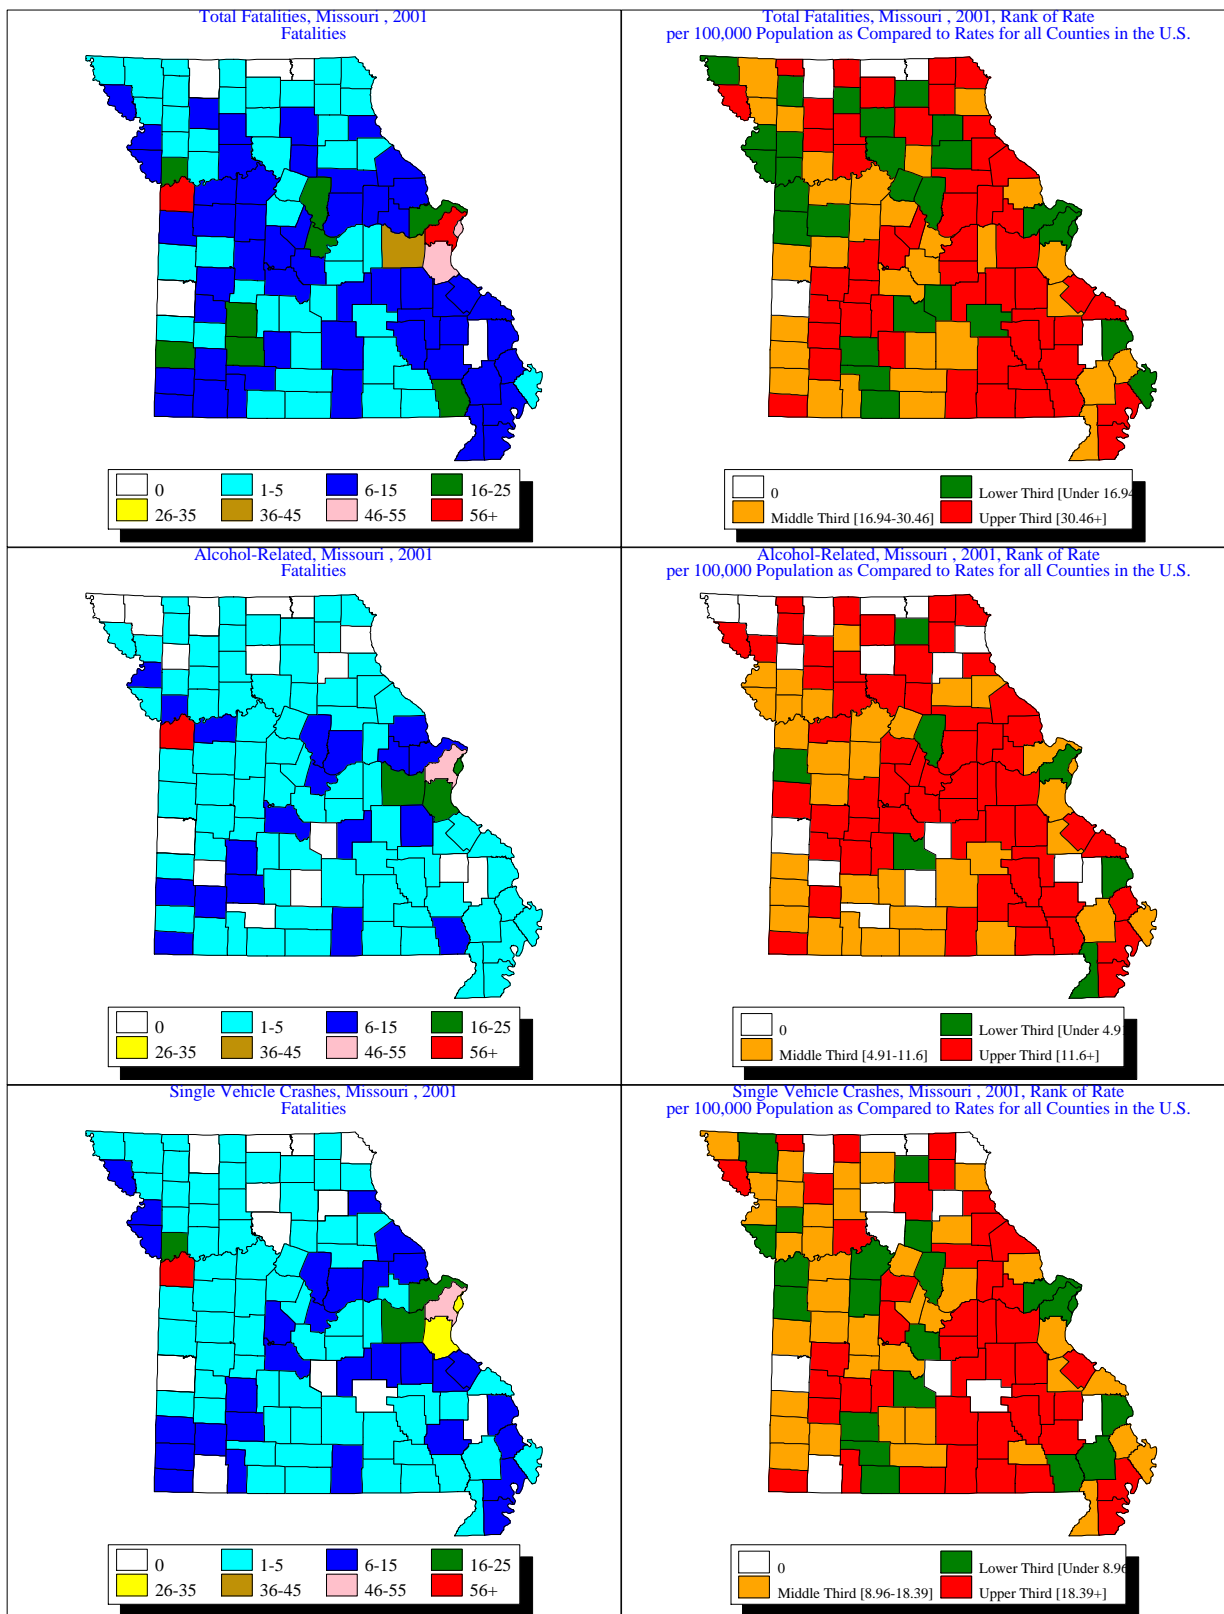 Total Fatalities, Missouri , 2001
Fatalities
0
1-5
6-15
16-25
26-35
36-45
46-55
56+
Total Fatalities, Missouri , 2001, Rank of Rate
per 100,000 Population as Compared to Rates for all Counties in the U.S.
0
Lower Third [Under 16.94
Middle Third [16.94-30.46]
Upper Third [30.46+]
Alcohol-Related, Missouri , 2001
Fatalities
0
1-5
6-15
16-25
26-35
36-45
46-55
56+
Alcohol-Related, Missouri , 2001, Rank of Rate
per 100,000 Population as Compared to Rates for all Counties in the U.S.
0
Lower Third [Under 4.9
Middle Third [4.91-11.6]
Upper Third [11.6+]
Single Vehicle Crashes, Missouri , 2001
Fatalities
0
1-5
6-15
16-25
26-35
36-45
46-55
56+
Single Vehicle Crashes, Missouri , 2001, Rank of Rate
per 100,000 Population as Compared to Rates for all Counties in the U.S.
0
Lower Third [Under 8.96
Middle Third [8.96-18.39]
Upper Third [18.39+]